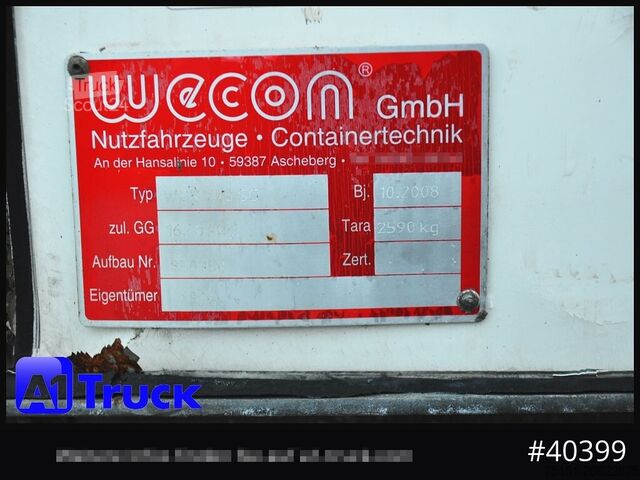 wecon® GmbH
Nutzfahrzeuge • Containertechnik
An der Hansalinie 10 • 59387 Ascheberg •
Typ
Bj. 10.2008
zul. GG
Tara 2590 kg
Aufbau Nr.
Zert.
Eigentümer
A1 Truck
#40399